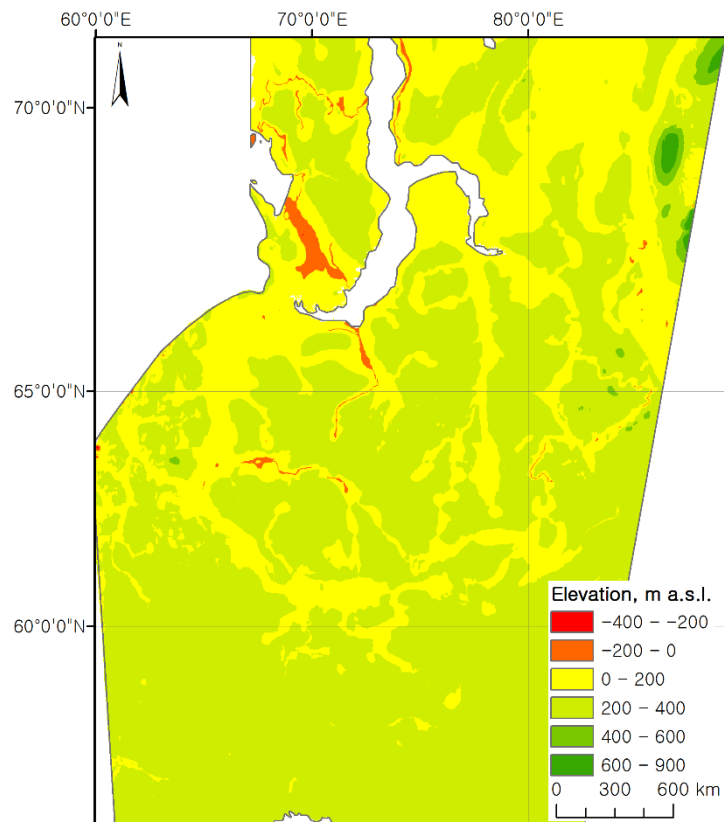 60°0'0"E 70°0'0"E 80°0'0"E
N
70°0'0"N
65°0'0"N
60°0'0"N
Elevation, m a.s.l.
-400 - -200
-200 - 0
0 - 200
200 - 400
400 - 600
600 - 900
0 300 600 km